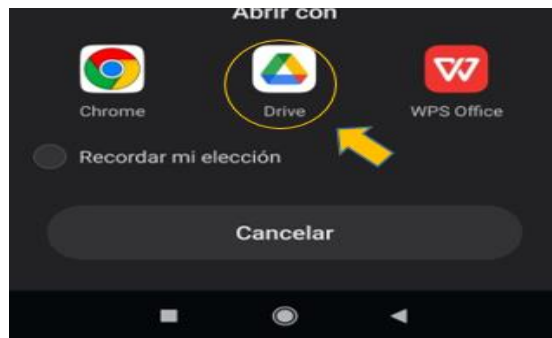 Abrir con
Chrome Drive WPS Office
Recordar mi elección
Cancelar